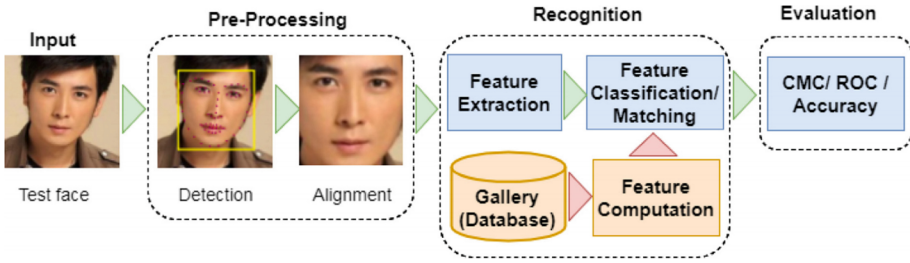 Input
Pre-Processing
Recognition
Evaluation
Test face
Detection
Alignment
Feature
Extraction
Feature
Classification/
Matching
Gallery
(Database)
Feature
Computation
CMC/ ROC /
Accuracy